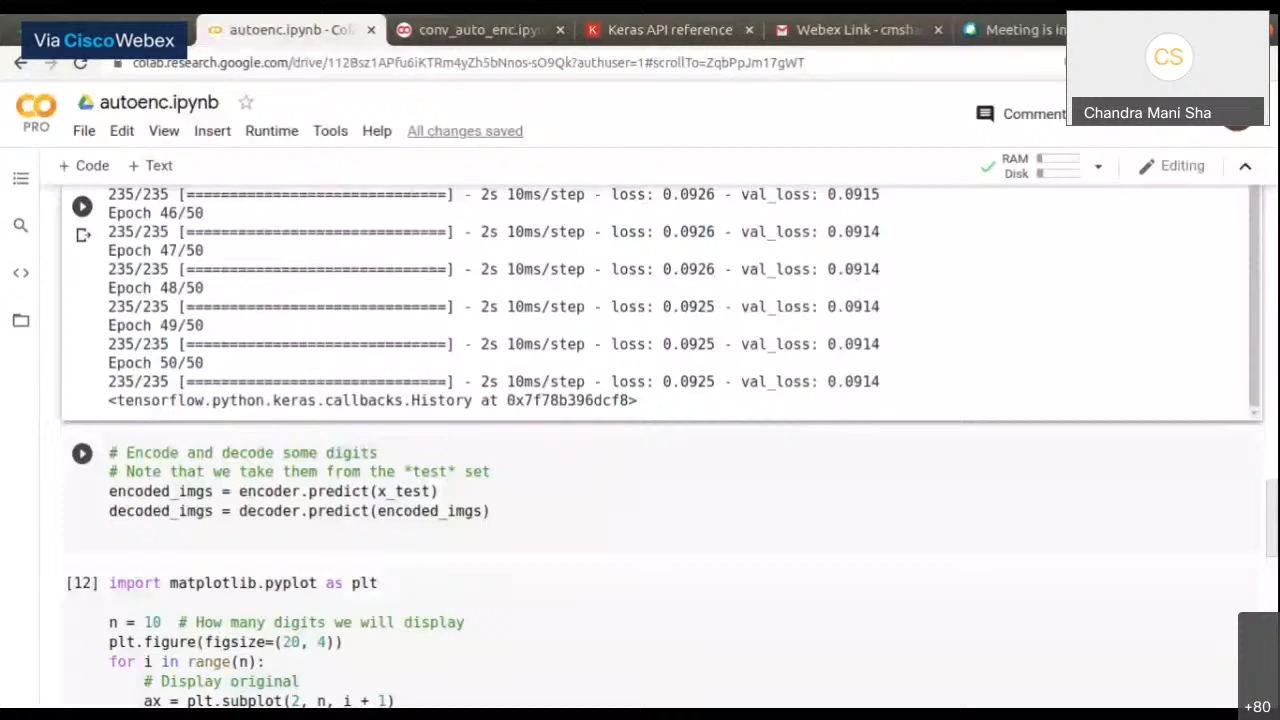 Via Cisco Webex
autoenc.ipynb - Col
conv_auto_enc.ipyn
Keras API reference
Webex Link - cmsh
Meeting is in
colab.research.google.com/drive/112Bsz1APfu6iKTRm4yZh5bNnos-sO9Qk?authuser=1#scrollTo=ZqbPpJm17gWT
CS
Chandra Mani Sha
PRO
autoenc.ipynb
Comment
File Edit View Insert Runtime Tools Help All changes saved
+ Code + Text
RAM
Disk
Editing
235/235 [==============================] - 2s 10ms/step - loss: 0.0926 - val_loss: 0.0915
Epoch 46/50
235/235 [==============================] - 2s 10ms/step - loss: 0.0926 - val_loss: 0.0914
Epoch 47/50
235/235 [==============================] - 2s 10ms/step - loss: 0.0926 - val_loss: 0.0914
Epoch 48/50
235/235 [==============================] - 2s 10ms/step - loss: 0.0925 - val_loss: 0.0914
Epoch 49/50
235/235 [==============================] - 2s 10ms/step - loss: 0.0925 - val_loss: 0.0914
Epoch 50/50
235/235 [==============================] - 2s 10ms/step - loss: 0.0925 - val_loss: 0.0914
<tensorflow.python.keras.callbacks.History at 0x7f78b396dcf8>
# Encode and decode some digits
# Note that we take them from the *test* set
encoded_imgs = encoder.predict(x_test)
decoded_imgs = decoder.predict(encoded_imgs)
[12] import matplotlib.pyplot as plt
n = 10 # How many digits we will display
plt.figure(figsize=(20, 4))
for i in range(n):
# Display original
ax = plt.subplot(2, n, i + 1)
+80